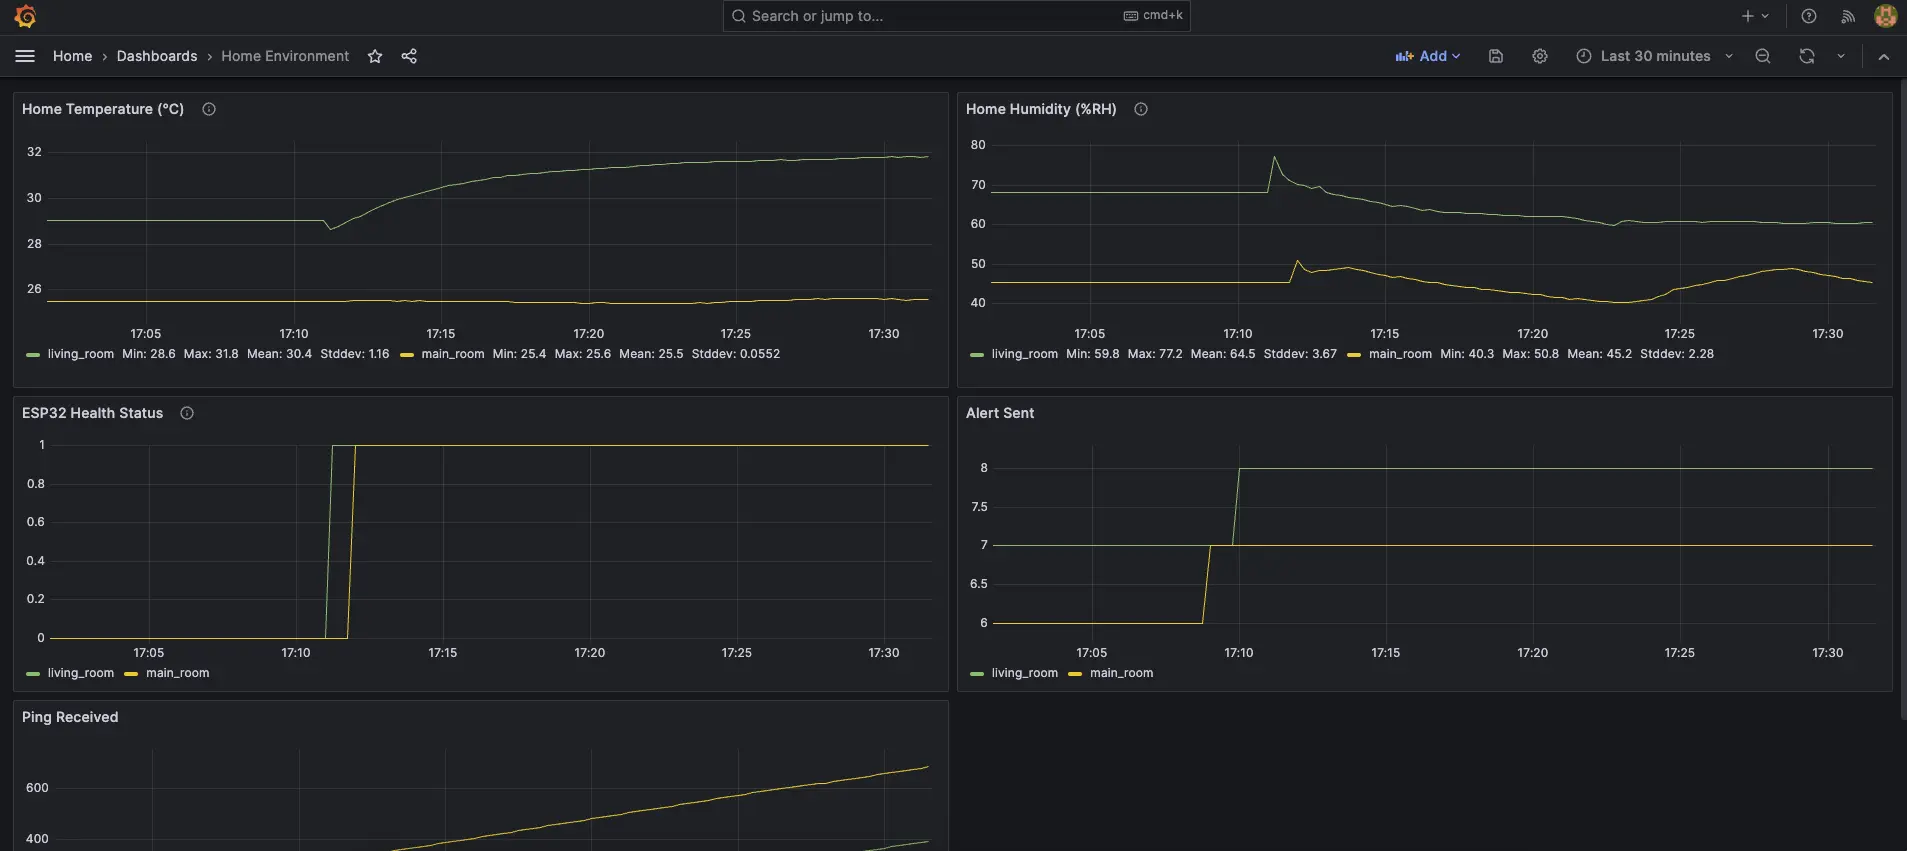 Search or jump to... cmd+k
Home › Dashboards › Home Environment Add Last 30 minutes
Home Temperature (°C)
32
30
28
26
17:05 17:10 17:15 17:20 17:25 17:30
living_room Min: 28.6 Max: 31.8 Mean: 30.4 Stddev: 1.16 main_room Min: 25.4 Max: 25.6 Mean: 25.5 Stddev: 0.0552
Home Humidity (%RH)
80
70
60
50
40
17:05 17:10 17:15 17:20 17:25 17:30
living_room Min: 59.8 Max: 77.2 Mean: 64.5 Stddev: 3.67 main_room Min: 40.3 Max: 50.8 Mean: 45.2 Stddev: 2.28
ESP32 Health Status
1
0.8
0.6
0.4
0.2
0
17:05 17:10 17:15 17:20 17:25 17:30
living_room main_room
Alert Sent
8
7.5
7
6.5
6
17:05 17:10 17:15 17:20 17:25 17:30
living_room main_room
Ping Received
600
400